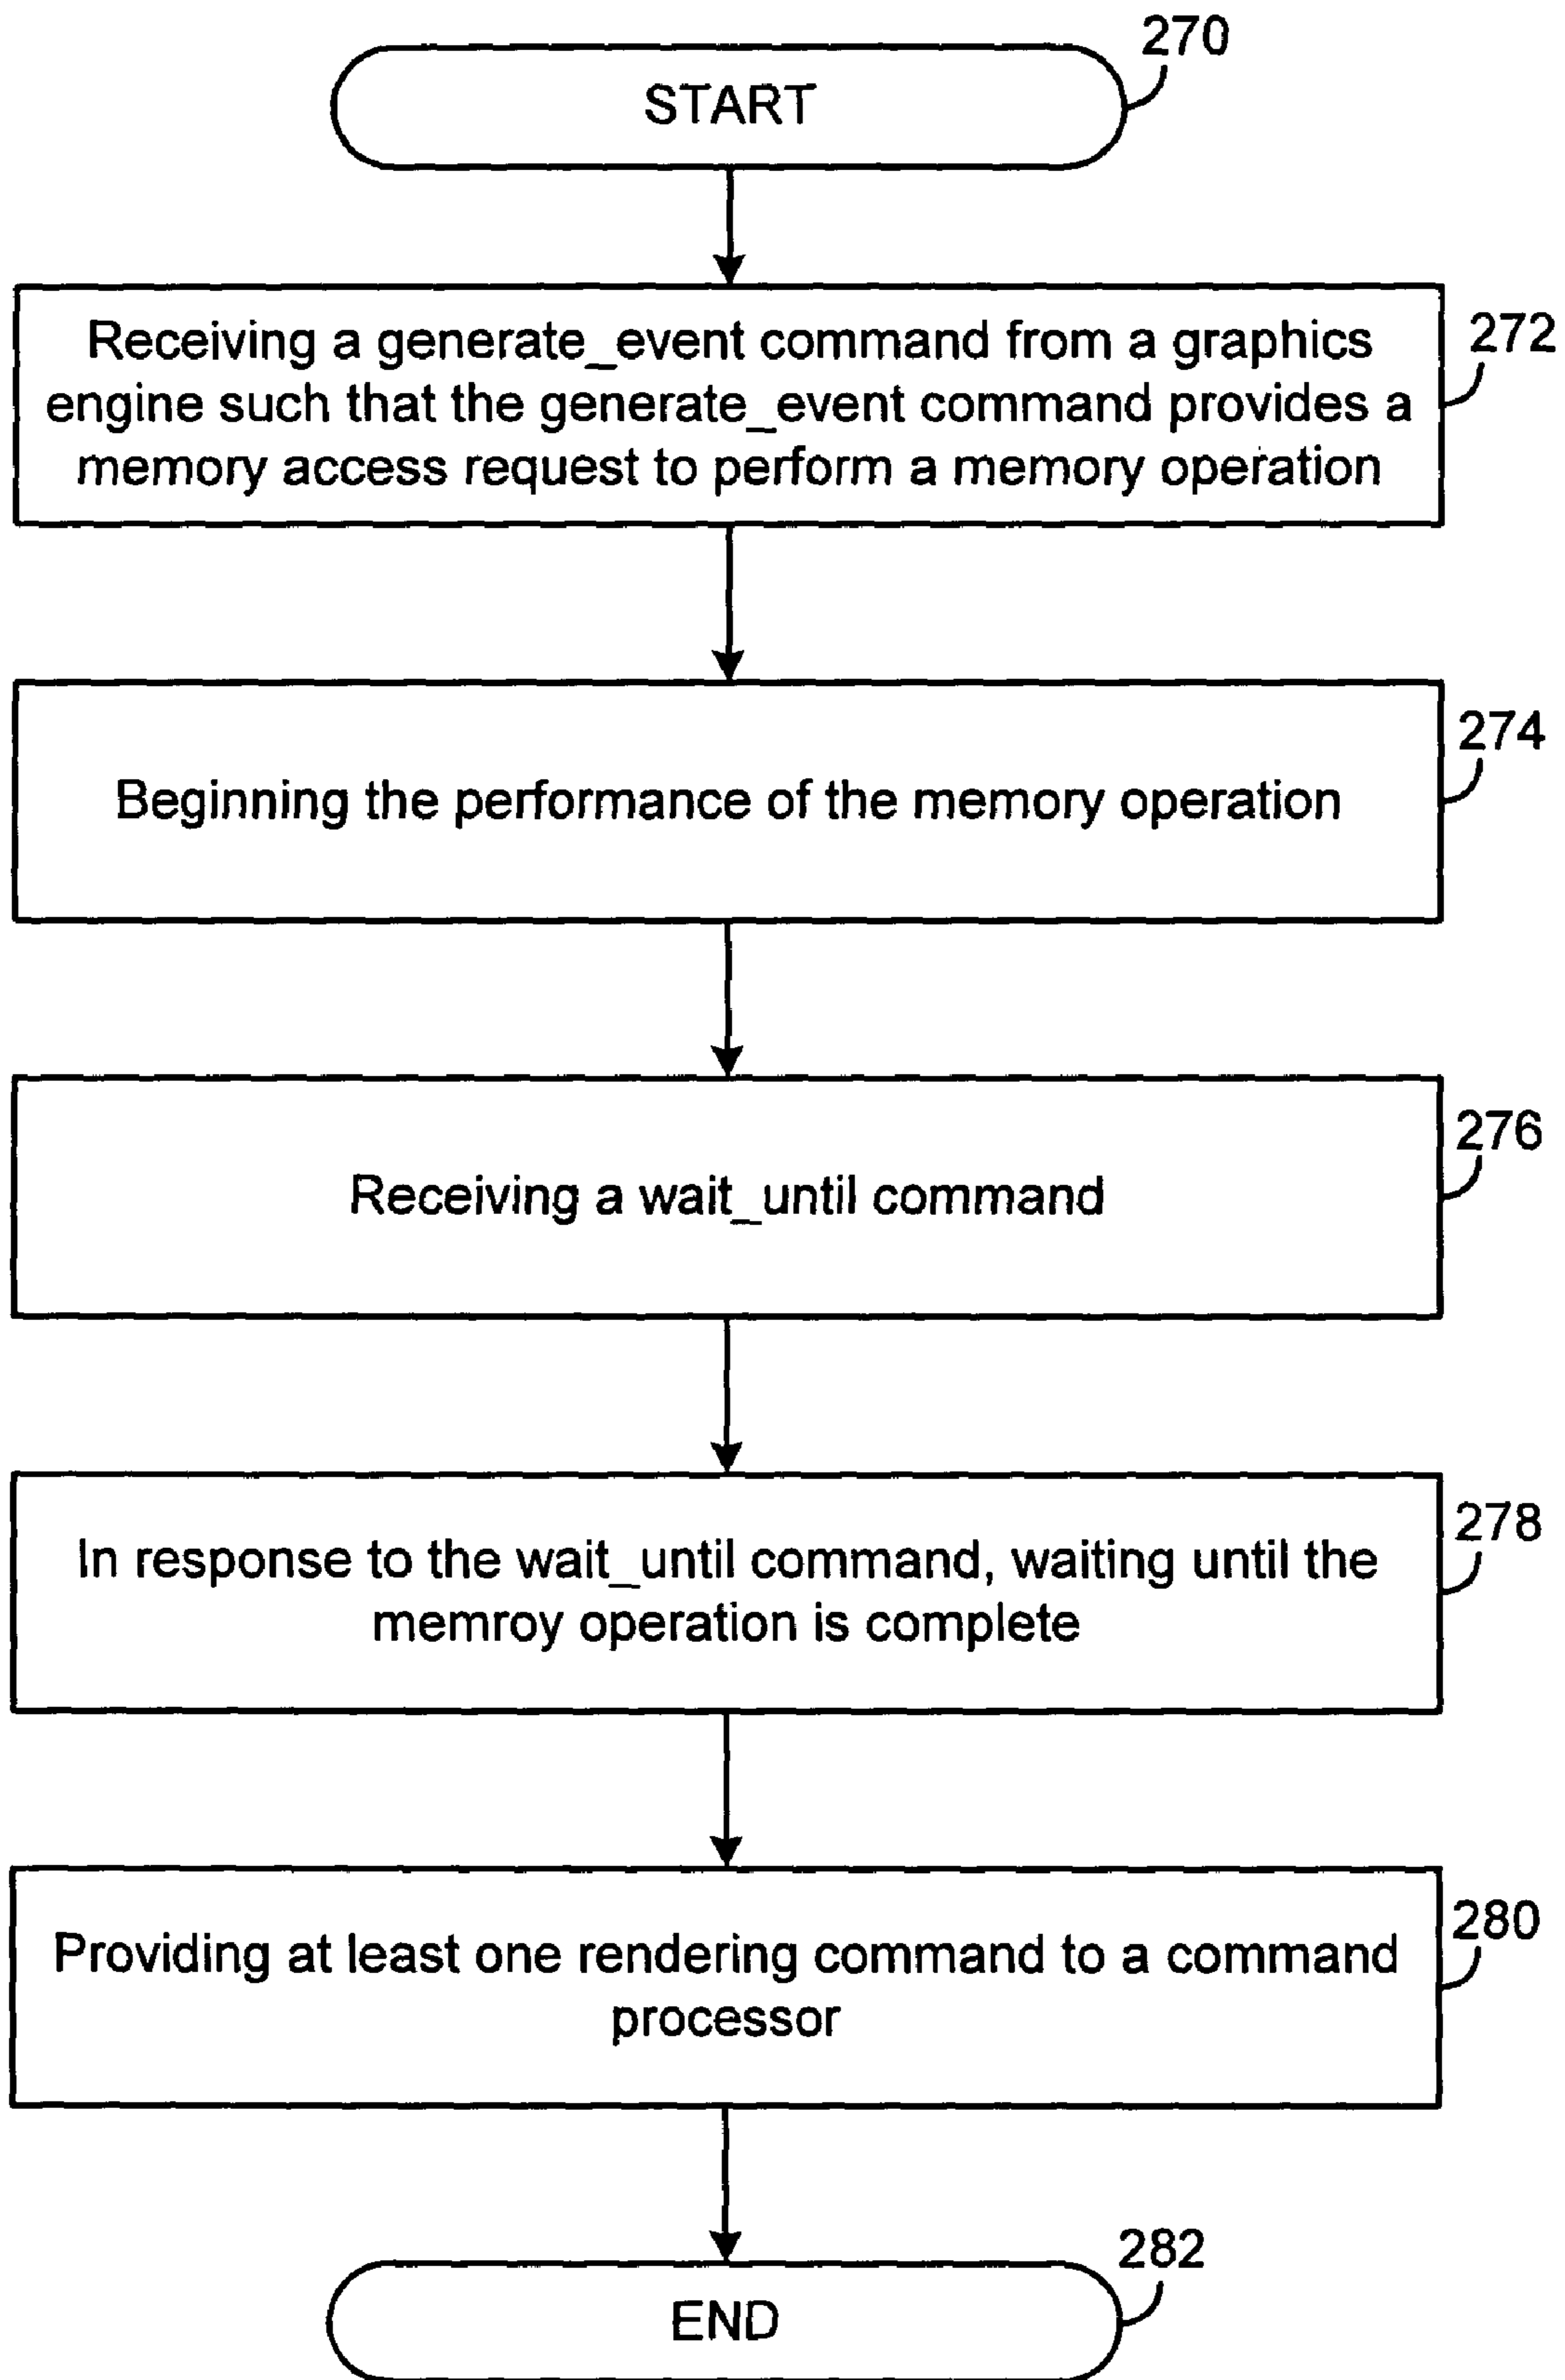 270
START
Receiving a generate_event command from a graphics
engine such that the generate_event command provides a
memory access request to perform a memory operation
272
Beginning the performance of the memory operation
274
Receiving a wait_until command
276
In response to the wait_until command, waiting until the
memroy operation is complete
278
Providing at least one rendering command to a command
processor
280
END
282